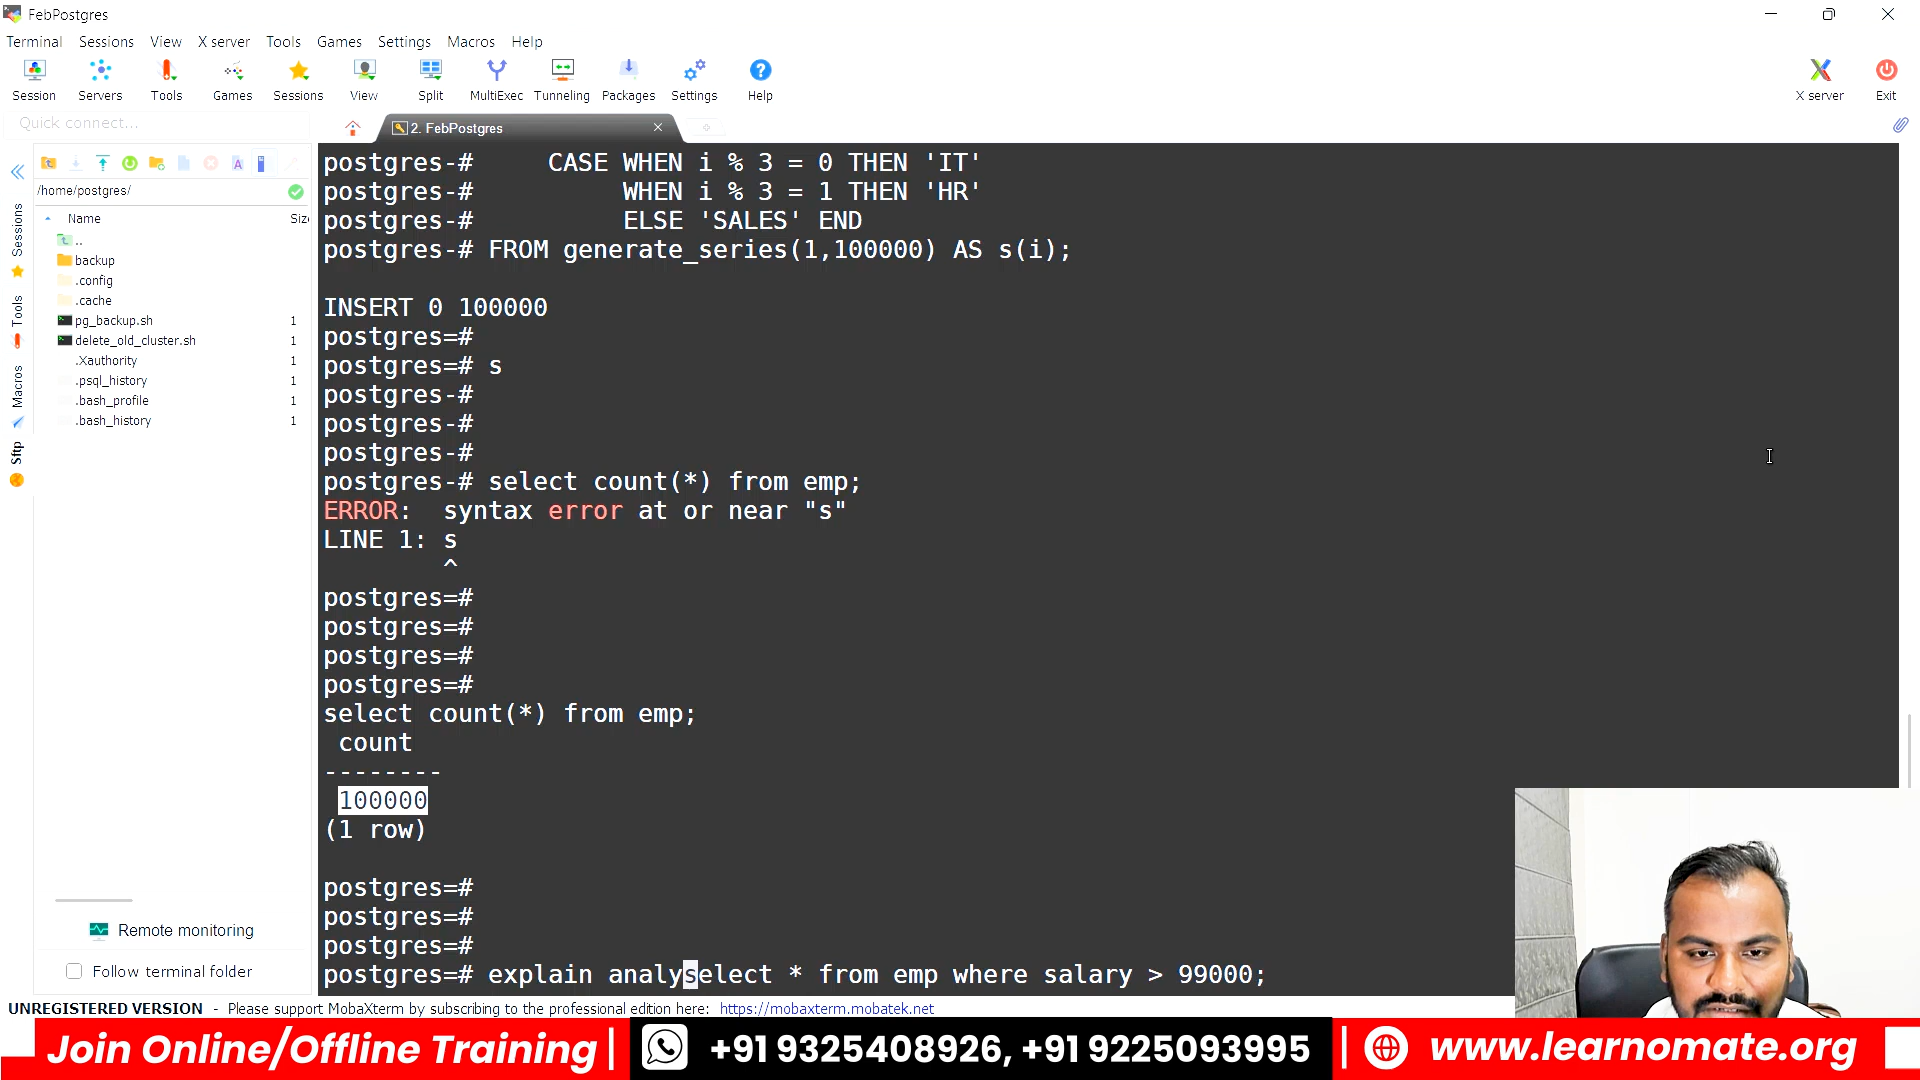 FebPostgres
Terminal Sessions View X server Tools Games Settings Macros Help
Session Servers Tools Games Sessions View Split MultiExec Tunneling Packages Settings Help X server Exit
Quick connect...
2. FebPostgres
/home/postgres/
Name Siz
..
backup
.config
.cache
pg_backup.sh 1
delete_old_cluster.sh 1
.Xauthority 1
.psql_history 1
.bash_profile 1
.bash_history 1
Sessions
Tools
Macros
Sftp
Remote monitoring
Follow terminal folder
postgres-# CASE WHEN i % 3 = 0 THEN 'IT'
postgres-# WHEN i % 3 = 1 THEN 'HR'
postgres-# ELSE 'SALES' END
postgres-# FROM generate_series(1,100000) AS s(i);
INSERT 0 100000
postgres=#
postgres=# s
postgres-#
postgres-#
postgres-#
postgres-# select count(*) from emp;
ERROR: syntax error at or near "s"
LINE 1: s
^
postgres=#
postgres=#
postgres=#
postgres=#
select count(*) from emp;
count
--------
100000
(1 row)
postgres=#
postgres=#
postgres=#
postgres=# explain analyselect * from emp where salary > 99000;
UNREGISTERED VERSION - Please support MobaXterm by subscribing to the professional edition here: https://mobaxterm.mobatek.net
Join Online/Offline Training | +91 9325408926, +91 9225093995 | www.learnomate.org